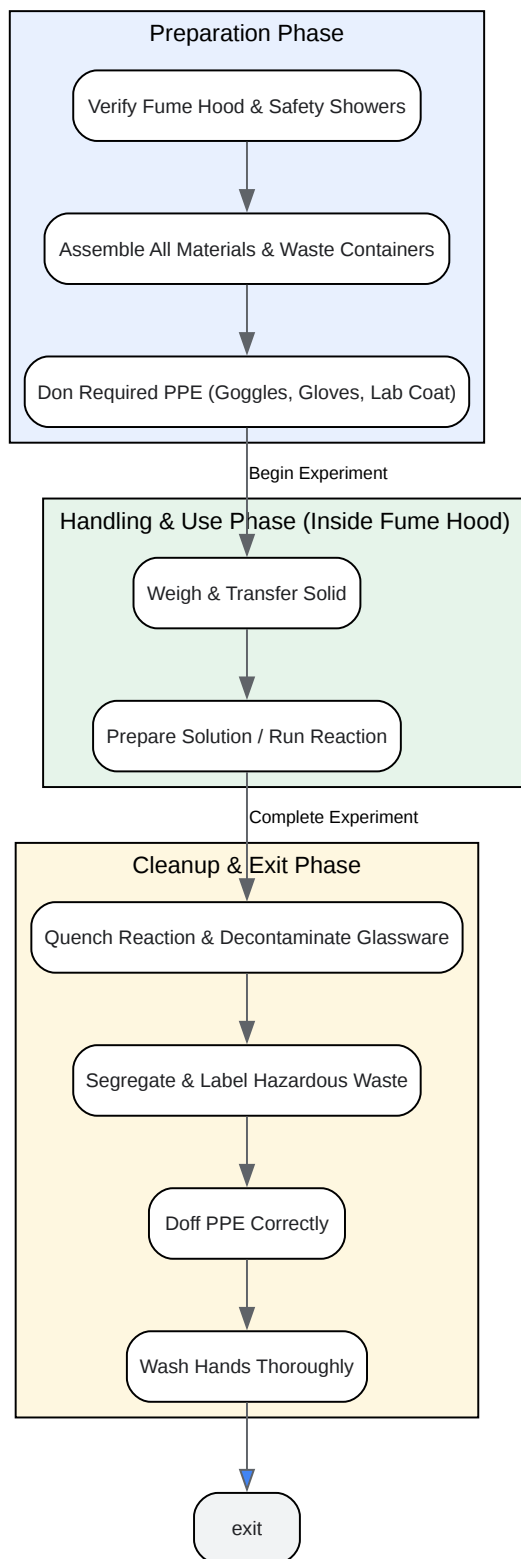 Preparation Phase
Verify Fume Hood & Safety Showers
Assemble All Materials & Waste Containers
Don Required PPE (Goggles, Gloves, Lab Coat)
Begin Experiment
Handling & Use Phase (Inside Fume Hood)
Weigh & Transfer Solid
Prepare Solution / Run Reaction
Complete Experiment
Cleanup & Exit Phase
Quench Reaction & Decontaminate Glassware
Segregate & Label Hazardous Waste
Doff PPE Correctly
Wash Hands Thoroughly
exit